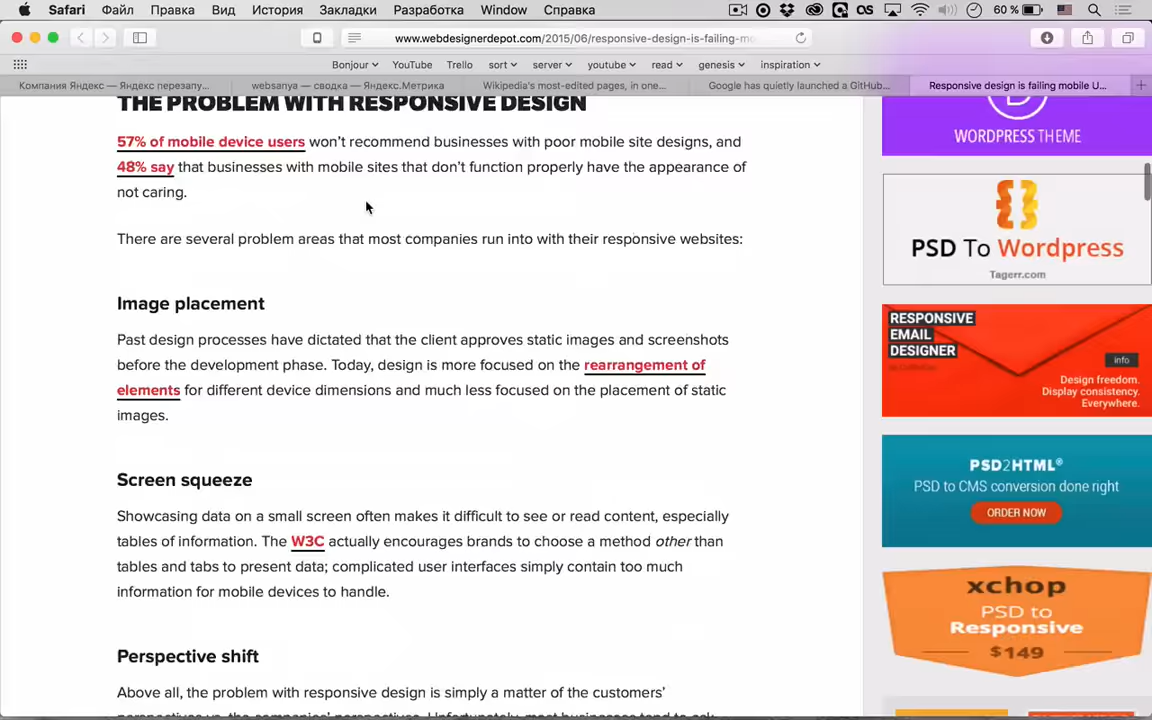 Safari Файл Правка Вид История Закладки Разработка Window Справка 60 %
www.webdesignerdepot.com/2015/06/responsive-design-is-failing-mo
Bonjour YouTube Trello sort server youtube read genesis inspiration
Компания Яндекс — Яндекс перезапу... websanya — сводка — Яндекс.Метрика Wikipedia's most-edited pages, in one... Google has quietly launched a GitHub... Responsive design is failing mobile U...
THE PROBLEM WITH RESPONSIVE DESIGN
57% of mobile device users won't recommend businesses with poor mobile site designs, and
48% say that businesses with mobile sites that don't function properly have the appearance of
not caring.
There are several problem areas that most companies run into with their responsive websites:
Image placement
Past design processes have dictated that the client approves static images and screenshots
before the development phase. Today, design is more focused on the rearrangement of
elements for different device dimensions and much less focused on the placement of static
images.
Screen squeeze
Showcasing data on a small screen often makes it difficult to see or read content, especially
tables of information. The W3C actually encourages brands to choose a method other than
tables and tabs to present data; complicated user interfaces simply contain too much
information for mobile devices to handle.
Perspective shift
Above all, the problem with responsive design is simply a matter of the customers'
perspectives vs. the companies' perspectives. Unfortunately, most businesses tend to ask
WORDPRESS THEME
PSD To Wordpress
Tagerr.com
RESPONSIVE
EMAIL
DESIGNER
info
Design freedom.
Display consistency.
Everywhere.
PSD2HTML®
PSD to CMS conversion done right
ORDER NOW
xchop
PSD to
Responsive
$149